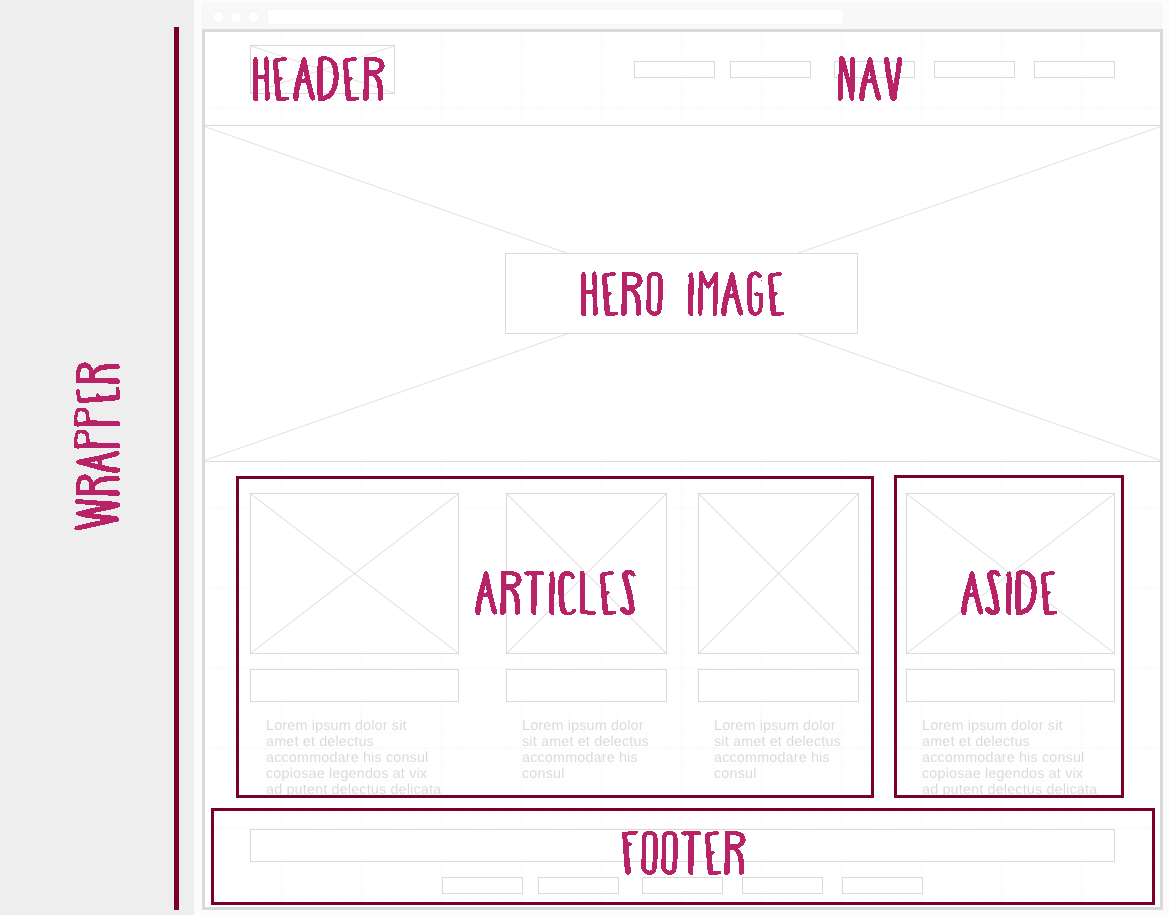 HEADER
NAV
HERO IMAGE
WRAPPER
ARTICLES
ASIDE
Lorem ipsum dolor sit
amet et delectus
accommodare his consul
copiosae legendos at vix
ad putent delectus delicata
Lorem ipsum dolor
sit amet et delectus
accommodare his
consul
Lorem ipsum dolor
sit amet et delectus
accommodare his
consul
Lorem ipsum dolor sit
amet et delectus
accommodare his consul
copiosae legendos at vix
ad putent delectus delicata
FOOTER